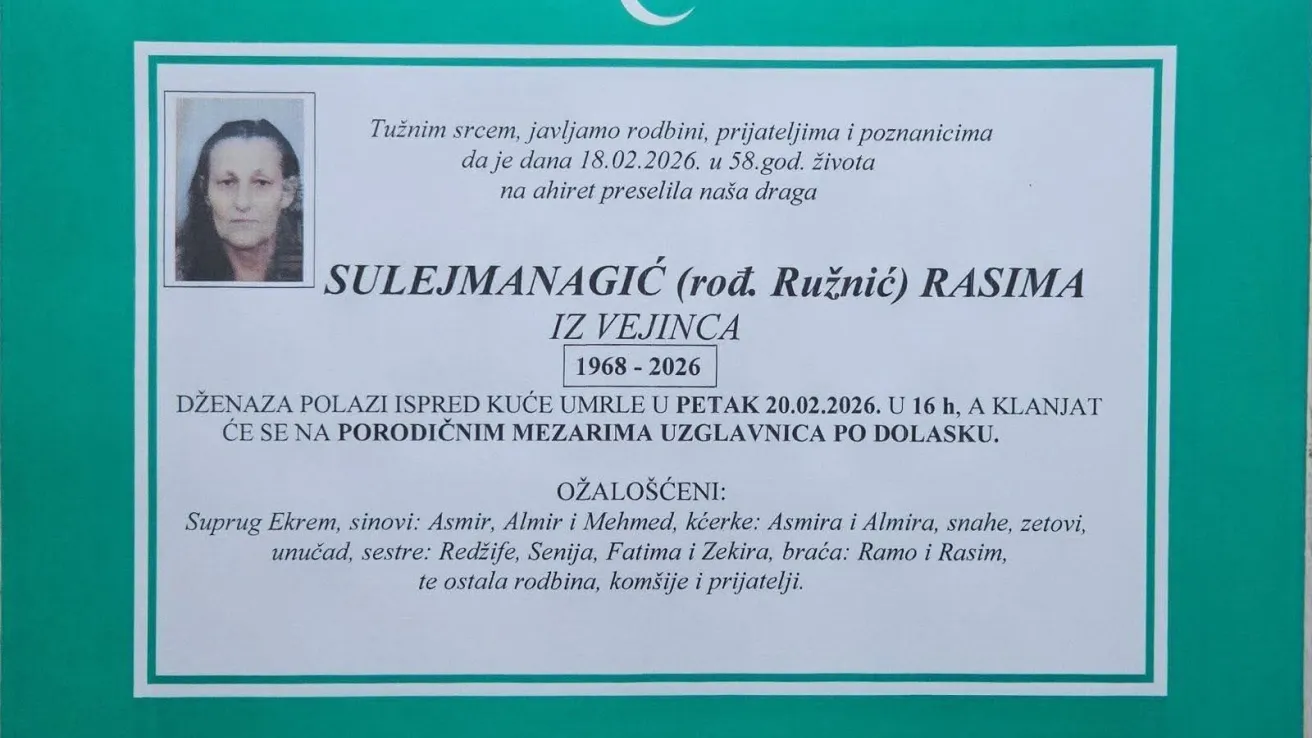 Tužnim srcem, javljamo rodbini, prijateljima i poznanicima
da je dana 18.02.2026. u 58.god. života
na ahiret preselila naša draga
SULEJMANAGIĆ (rođ. Ružnić) RASIMA
IZ VEJINCA
1968 - 2026
DŽENAZA POLAZI ISPRED KUĆE UMRLE U PETAK 20.02.2026. U 16 h, A KLANJAT
ĆE SE NA PORODIČNIM MEZARIMA UZGLAVNICA PO DOLASKU.
OŽALOŠĆENI:
Suprug Ekrem, sinovi: Asmir, Almir i Mehmed, kćerke: Asmira i Almira, snahe, zetovi,
unučad, sestre: Redžife, Senija, Fatima i Zekira, braća: Ramo i Rasim,
te ostala rodbina, komšije i prijatelji.